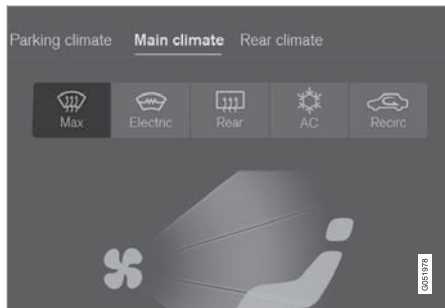 Parking climate Main climate Rear climate
Max Electric Rear AC Recirc
G051978